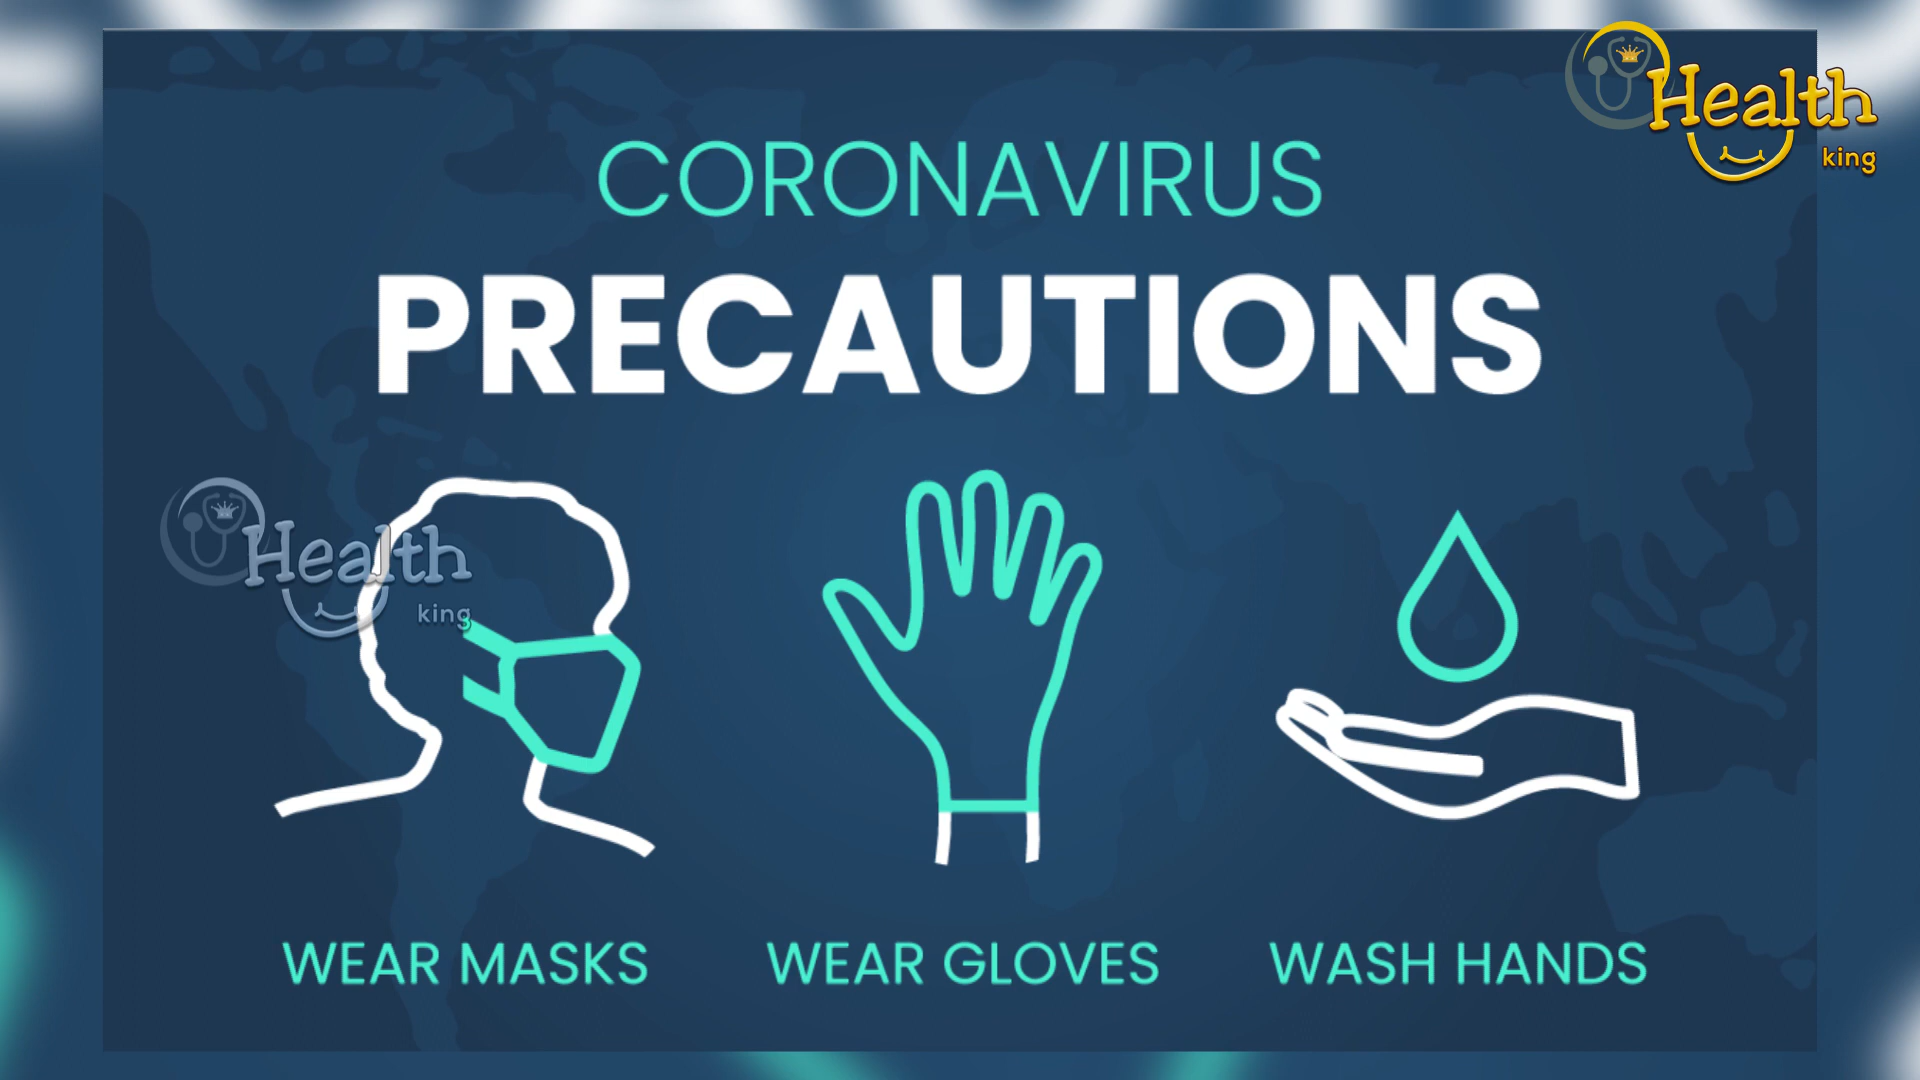 Health
king
CORONAVIRUS
PRECAUTIONS
Health
king
WEAR MASKS
WEAR GLOVES
WASH HANDS